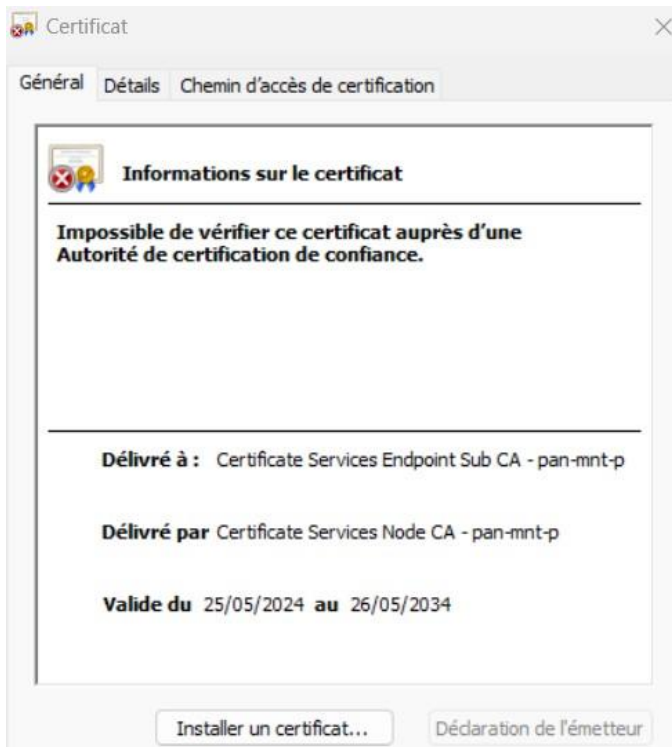 Certificat
Général Détails Chemin d'accès de certification
Informations sur le certificat
Impossible de vérifier ce certificat auprès d'une
Autorité de certification de confiance.
Délivré à : Certificate Services Endpoint Sub CA - pan-mnt-p
Délivré par Certificate Services Node CA - pan-mnt-p
Valide du 25/05/2024 au 26/05/2034
Installer un certificat... Déclaration de l'émetteur